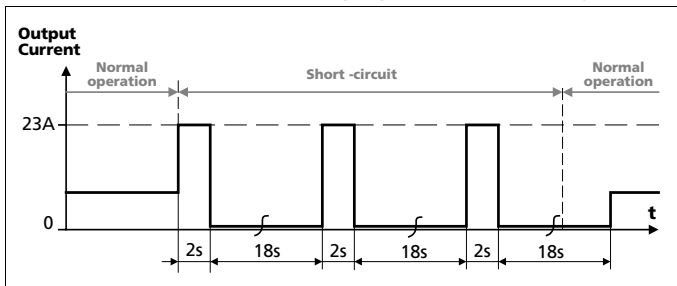 Output
Current
Normal
operation
Short -circuit
Normal
operation
23A
0
t
2s
18s
2s
18s
2s
18s